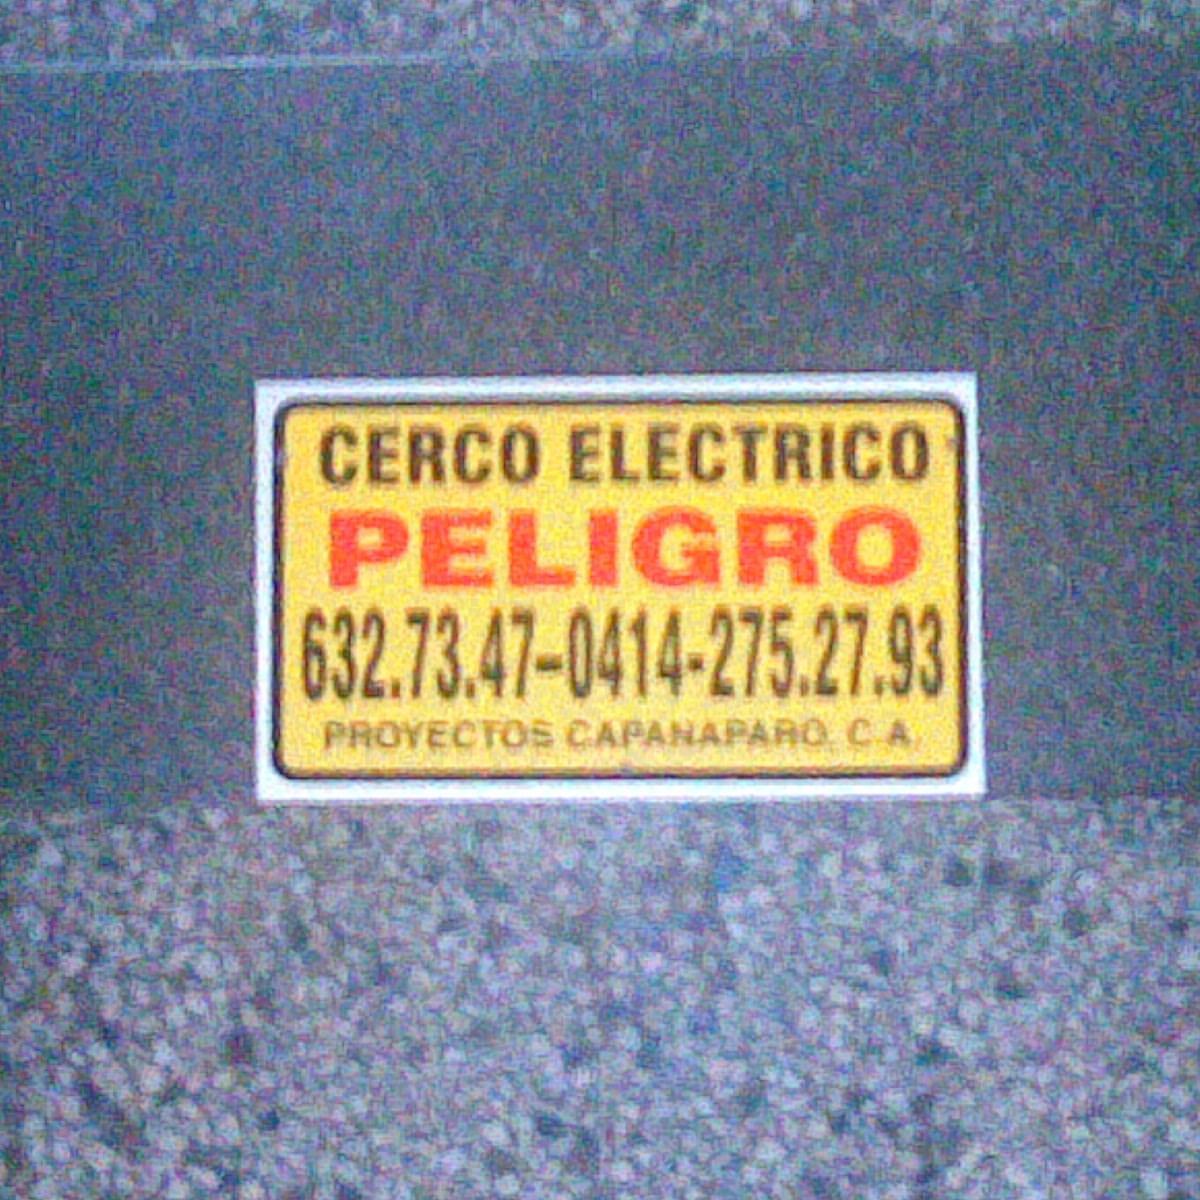 CERCO ELECTRICO
PELIGRO
632.73.47-0414-275.27.93
PROYECTOS CAPANAPARO, C.A.